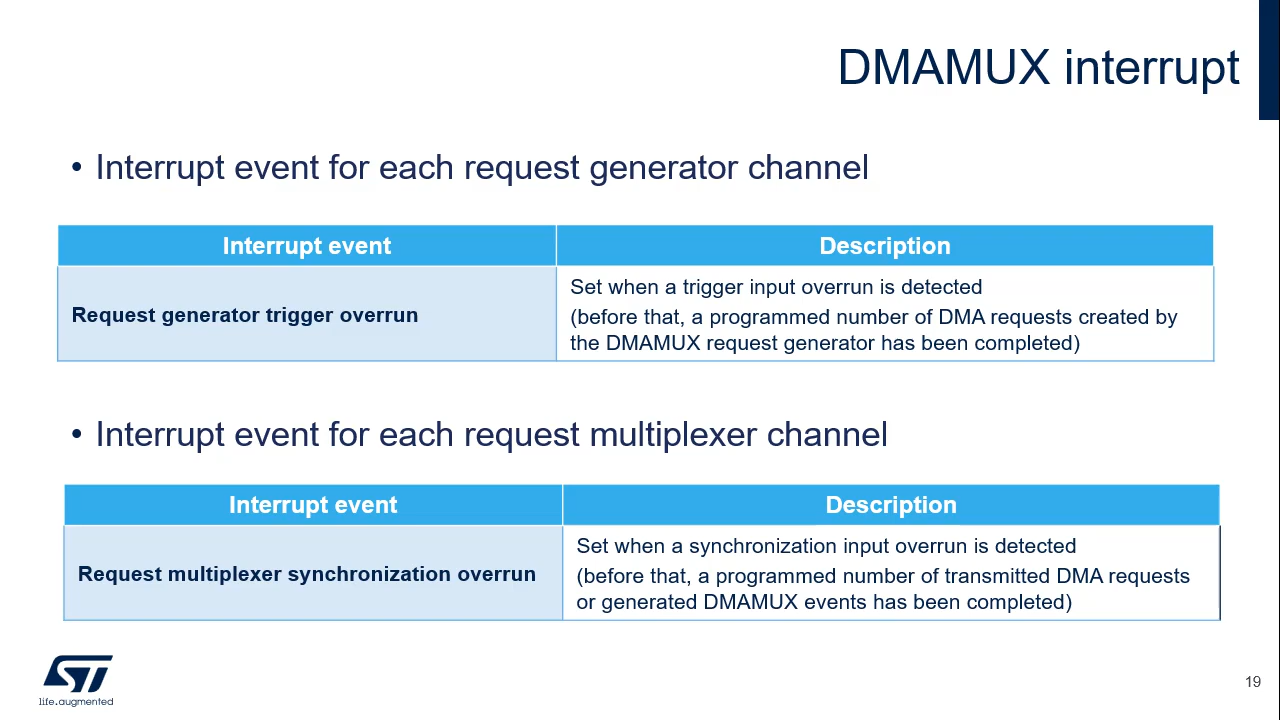 DMAMUX interrupt
• Interrupt event for each request generator channel
Interrupt event Description
Request generator trigger overrun
Set when a trigger input overrun is detected
(before that, a programmed number of DMA requests created by
the DMAMUX request generator has been completed)
• Interrupt event for each request multiplexer channel
Interrupt event Description
Request multiplexer synchronization overrun
Set when a synchronization input overrun is detected
(before that, a programmed number of transmitted DMA requests
or generated DMAMUX events has been completed)
ST
life.augmented
19